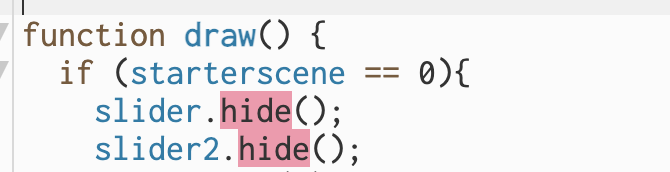 function draw() {
  if (starterscene == 0){
    slider.hide();
    slider2.hide();